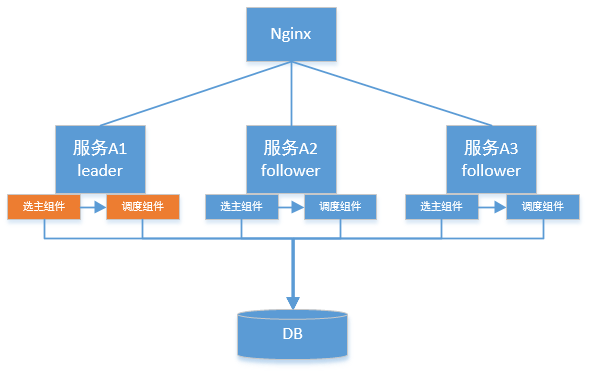 Nginx
服务A1
leader
服务A2
follower
服务A3
follower
选主组件
调度组件
选主组件
调度组件
选主组件
调度组件
DB